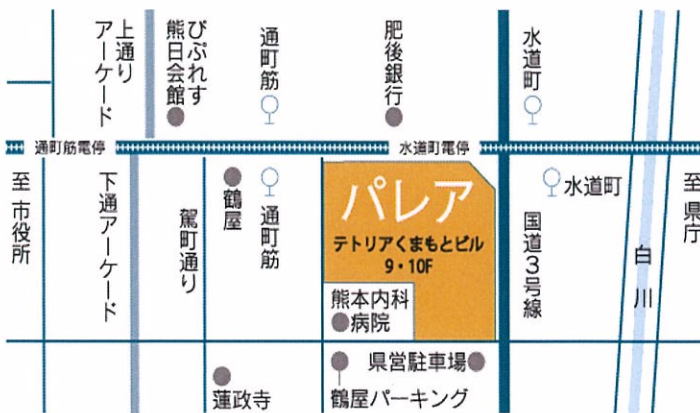 上通り
アーケード
びぷれす
熊日会館
通町筋
肥後銀行
水道町
通町筋電停
水道町電停
至 市役所
下通アーケード
駕町通り
鶴屋
通町筋
パレア
テトリアくまもとビル
9・10F
水道町
国道3号線
白川
至 県庁
熊本内科
病院
県営駐車場
蓮政寺
鶴屋パーキング